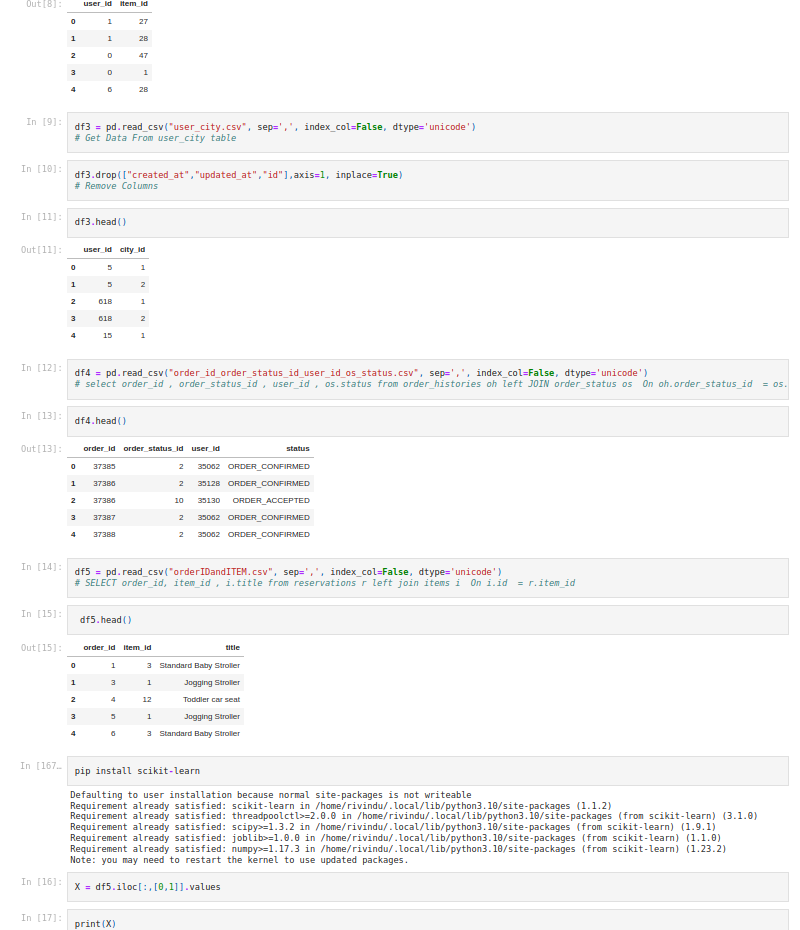 Out[8]: user_id item_id
0 1 27
1 1 28
2 0 47
3 0 1
4 6 28
In [9]: df3 = pd.read_csv("user_city.csv", sep=',', index_col=False, dtype='unicode')
# Get Data From user_city table
In [10]: df3.drop(["created_at","updated_at","id"],axis=1, inplace=True)
# Remove Columns
In [11]: df3.head()
Out[11]: user_id city_id
0 5 1
1 5 2
2 618 1
3 618 2
4 15 1
In [12]: df4 = pd.read_csv("order_id_order_status_id_user_id_os_status.csv", sep=',', index_col=False, dtype='unicode')
# select order_id , order_status_id , user_id , os.status from order_histories oh left JOIN order_status os  On oh.order_status_id  = os.
In [13]: df4.head()
Out[13]: order_id order_status_id user_id status
0 37385 2 35062 ORDER_CONFIRMED
1 37386 2 35128 ORDER_CONFIRMED
2 37386 10 35130 ORDER_ACCEPTED
3 37387 2 35062 ORDER_CONFIRMED
4 37388 2 35062 ORDER_CONFIRMED
In [14]: df5 = pd.read_csv("orderIDandITEM.csv", sep=',', index_col=False, dtype='unicode')
# SELECT order_id, item_id , i.title from reservations r left join items i  On i.id  = r.item_id
In [15]: df5.head()
Out[15]: order_id item_id title
0 1 3 Standard Baby Stroller
1 3 1 Jogging Stroller
2 4 12 Toddler car seat
3 5 1 Jogging Stroller
4 6 3 Standard Baby Stroller
In [167… pip install scikit-learn
Defaulting to user installation because normal site-packages is not writeable
Requirement already satisfied: scikit-learn in /home/rivindu/.local/lib/python3.10/site-packages (1.1.2)
Requirement already satisfied: threadpoolctl>=2.0.0 in /home/rivindu/.local/lib/python3.10/site-packages (from scikit-learn) (3.1.0)
Requirement already satisfied: scipy>=1.3.2 in /home/rivindu/.local/lib/python3.10/site-packages (from scikit-learn) (1.9.1)
Requirement already satisfied: joblib>=1.0.0 in /home/rivindu/.local/lib/python3.10/site-packages (from scikit-learn) (1.1.0)
Requirement already satisfied: numpy>=1.17.3 in /home/rivindu/.local/lib/python3.10/site-packages (from scikit-learn) (1.23.2)
Note: you may need to restart the kernel to use updated packages.
In [16]: X = df5.iloc[:,[0,1]].values
In [17]: print(X)